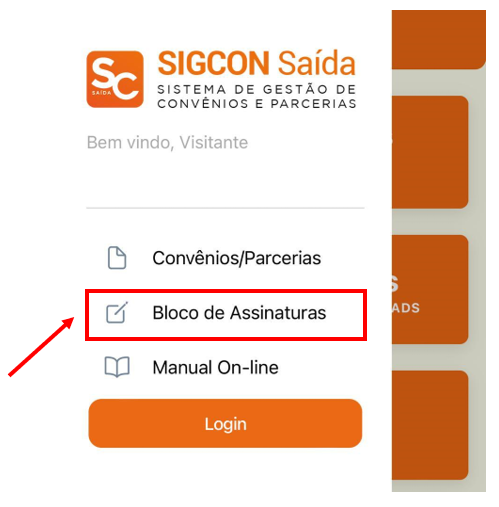 SC
SAÍDA
SIGCON Saída
SISTEMA DE GESTÃO DE
CONVÊNIOS E PARCERIAS
Bem vindo, Visitante
Convênios/Parcerias
Bloco de Assinaturas
Manual On-line
Login
S
ADS